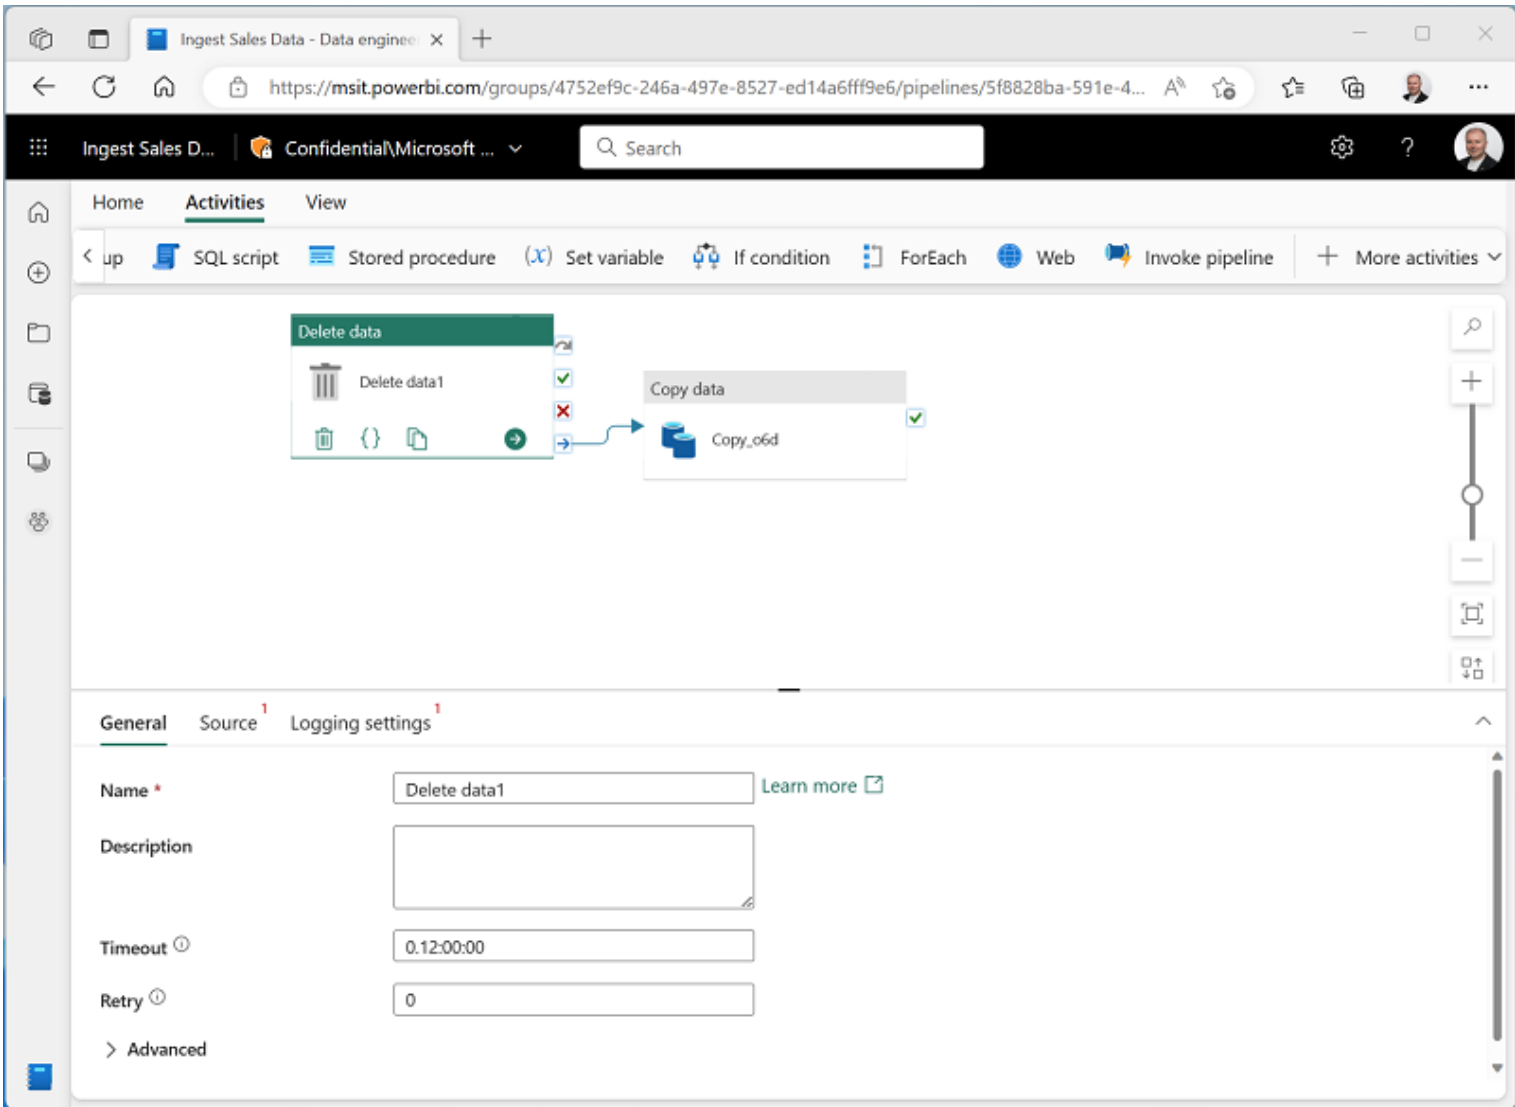 Ingest Sales Data - Data enginee
https://msit.powerbi.com/groups/4752ef9c-246a-497e-8527-ed14a6fff9e6/pipelines/5f8828ba-591e-4...
Ingest Sales D... Confidential\Microsoft ... Search
Home Activities View
up SQL script (x) Stored procedure Set variable If condition ForEach Web Invoke pipeline More activities
Delete data
Delete data1
Copy data
Copy_o6d
General Source 1 Logging settings 1
Name * Delete data1 Learn more
Description
Timeout 0.12:00:00
Retry 0
Advanced